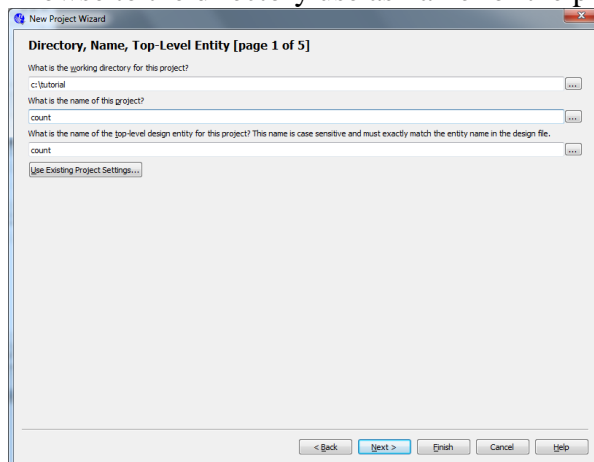 New Project Wizard
Directory, Name, Top-Level Entity [page 1 of 5]
What is the working directory for this project?
c:\tutorial
...
What is the name of this project?
count
...
What is the name of the top-level design entity for this project? This name is case sensitive and must exactly match the entity name in the design file.
count
...
Use Existing Project Settings...
< Back Next > Finish Cancel Help